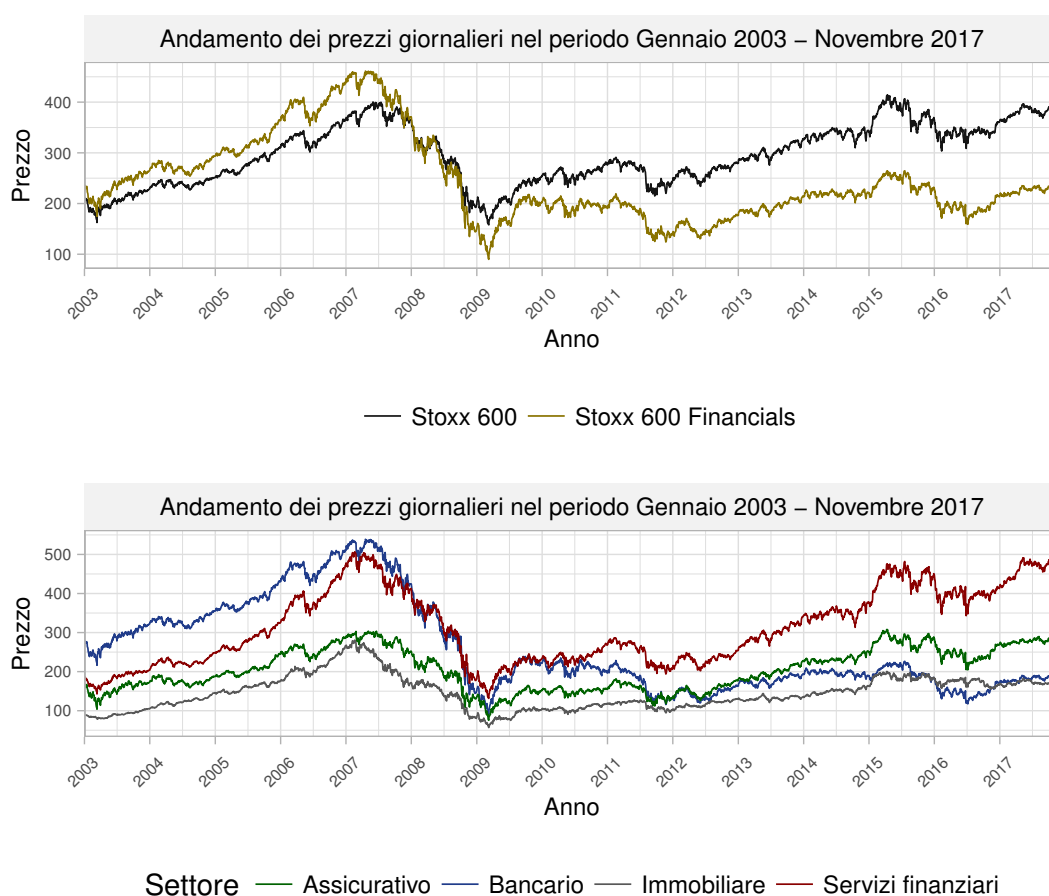 Andamento dei prezzi giornalieri nel periodo Gennaio 2003 − Novembre 2017
400
300
200
100
Prezzo
2003 2004 2005 2006 2007 2008 2009 2010 2011 2012 2013 2014 2015 2016 2017
Anno
Stoxx 600 Stoxx 600 Financials
Andamento dei prezzi giornalieri nel periodo Gennaio 2003 − Novembre 2017
500
400
300
200
100
Prezzo
2003 2004 2005 2006 2007 2008 2009 2010 2011 2012 2013 2014 2015 2016 2017
Anno
Settore Assicurativo Bancario Immobiliare Servizi finanziari